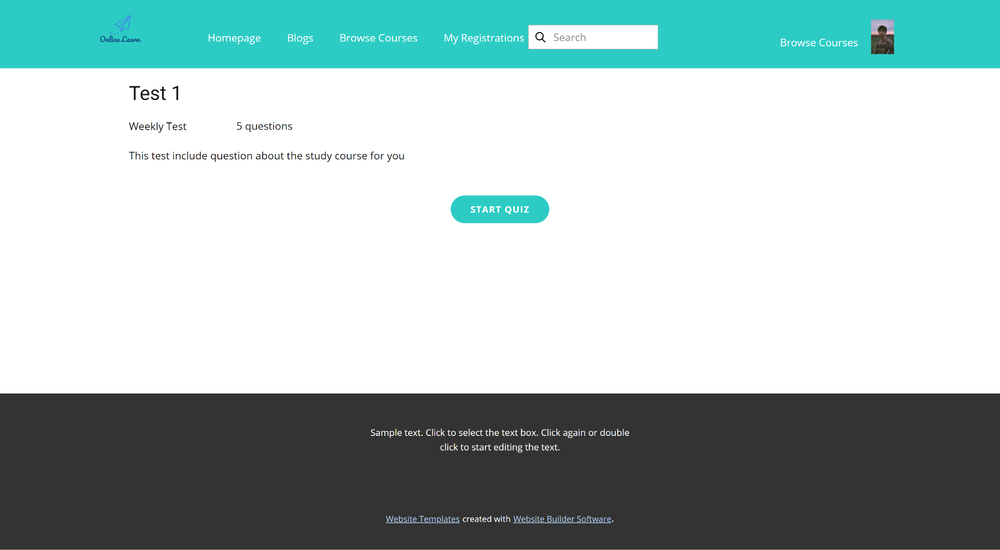 Online Learn
Homepage
Blogs
Browse Courses
My Registrations
Search
Browse Courses
Test 1
Weekly Test
5 questions
This test include question about the study course for you
START QUIZ
Sample text. Click to select the text box. Click again or double
click to start editing the text.
Website Templates created with Website Builder Software.